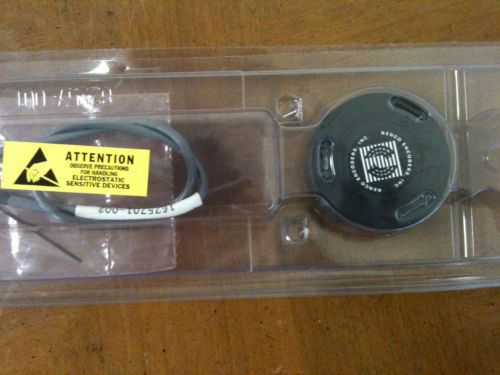 ATTENTION
OBSERVE PRECAUTIONS
FOR HANDLING
ELECTROSTATIC
SENSITIVE DEVICES
RENCO ENCODERS, INC.
RENCO ENCODERS, INC.